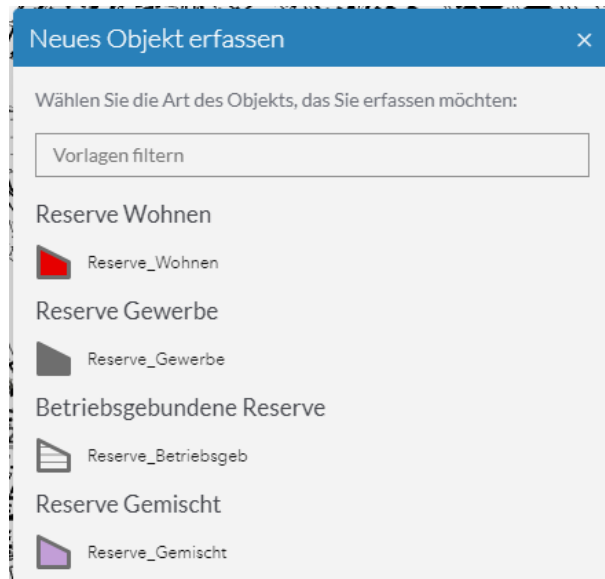 Neues Objekt erfassen ×
Wählen Sie die Art des Objekts, das Sie erfassen möchten:
Vorlagen filtern
Reserve Wohnen
Reserve_Wohnen
Reserve Gewerbe
Reserve_Gewerbe
Betriebsgebundene Reserve
Reserve_Betriebsgeb
Reserve Gemischt
Reserve_Gemischt